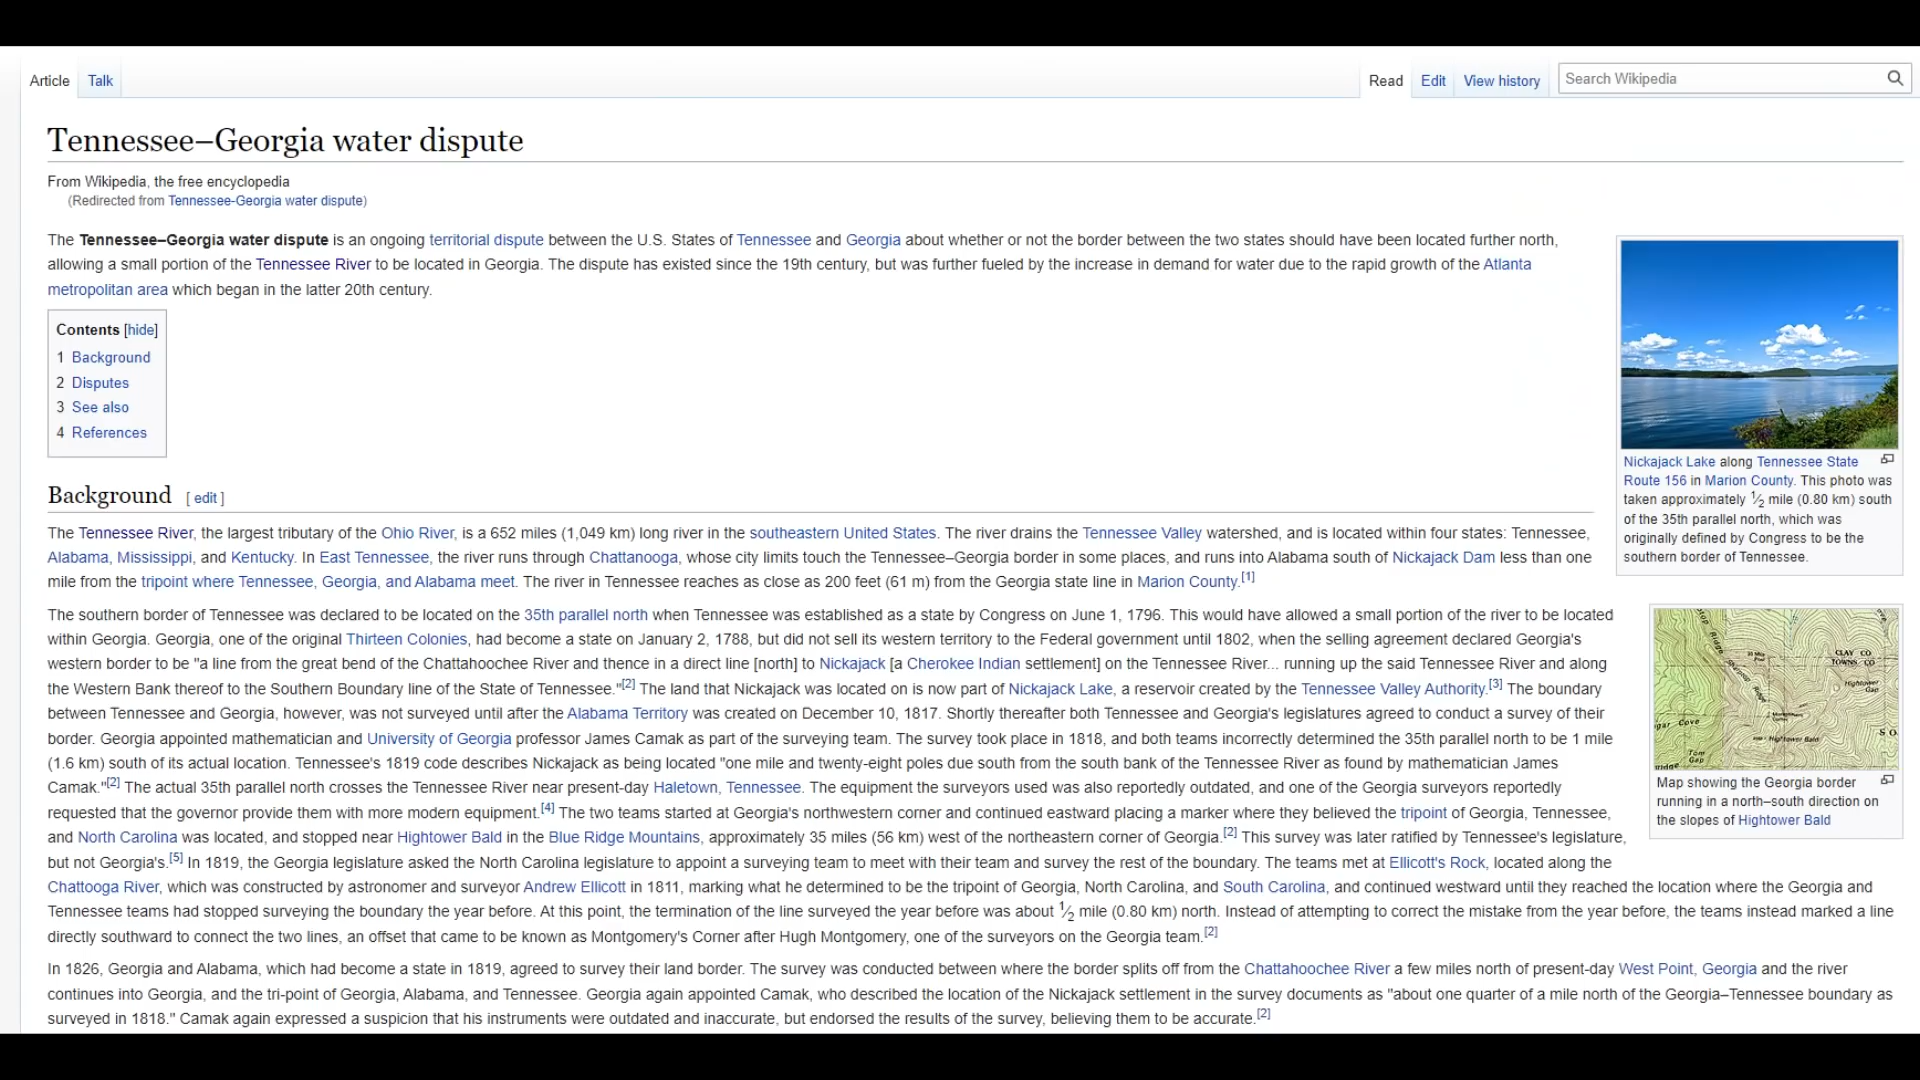 Article Talk Read Edit View history Search Wikipedia
Tennessee–Georgia water dispute
From Wikipedia, the free encyclopedia
(Redirected from Tennessee-Georgia water dispute)
The Tennessee–Georgia water dispute is an ongoing territorial dispute between the U.S. States of Tennessee and Georgia about whether or not the border between the two states should have been located further north,
allowing a small portion of the Tennessee River to be located in Georgia. The dispute has existed since the 19th century, but was further fueled by the increase in demand for water due to the rapid growth of the Atlanta
metropolitan area which began in the latter 20th century.
Contents [hide]
1 Background
2 Disputes
3 See also
4 References
Nickajack Lake along Tennessee State
Route 156 in Marion County. This photo was
taken approximately 1⁄2 mile (0.80 km) south
of the 35th parallel north, which was
originally defined by Congress to be the
southern border of Tennessee.
Background [ edit ]
The Tennessee River, the largest tributary of the Ohio River, is a 652 miles (1,049 km) long river in the southeastern United States. The river drains the Tennessee Valley watershed, and is located within four states: Tennessee,
Alabama, Mississippi, and Kentucky. In East Tennessee, the river runs through Chattanooga, whose city limits touch the Tennessee–Georgia border in some places, and runs into Alabama south of Nickajack Dam less than one
mile from the tripoint where Tennessee, Georgia, and Alabama meet. The river in Tennessee reaches as close as 200 feet (61 m) from the Georgia state line in Marion County.[1]
The southern border of Tennessee was declared to be located on the 35th parallel north when Tennessee was established as a state by Congress on June 1, 1796. This would have allowed a small portion of the river to be located
within Georgia. Georgia, one of the original Thirteen Colonies, had become a state on January 2, 1788, but did not sell its western territory to the Federal government until 1802, when the selling agreement declared Georgia's
western border to be "a line from the great bend of the Chattahoochee River and thence in a direct line [north] to Nickajack [a Cherokee Indian settlement] on the Tennessee River... running up the said Tennessee River and along
the Western Bank thereof to the Southern Boundary line of the State of Tennessee."[2] The land that Nickajack was located on is now part of Nickajack Lake, a reservoir created by the Tennessee Valley Authority.[3] The boundary
between Tennessee and Georgia, however, was not surveyed until after the Alabama Territory was created on December 10, 1817. Shortly thereafter both Tennessee and Georgia's legislatures agreed to conduct a survey of their
border. Georgia appointed mathematician and University of Georgia professor James Camak as part of the surveying team. The survey took place in 1818, and both teams incorrectly determined the 35th parallel north to be 1 mile
(1.6 km) south of its actual location. Tennessee's 1819 code describes Nickajack as being located "one mile and twenty-eight poles due south from the south bank of the Tennessee River as found by mathematician James
Camak."[2] The actual 35th parallel north crosses the Tennessee River near present-day Haletown, Tennessee. The equipment the surveyors used was also reportedly outdated, and one of the Georgia surveyors reportedly
requested that the governor provide them with more modern equipment.[4] The two teams started at Georgia's northwestern corner and continued eastward placing a marker where they believed the tripoint of Georgia, Tennessee,
and North Carolina was located, and stopped near Hightower Bald in the Blue Ridge Mountains, approximately 35 miles (56 km) west of the northeastern corner of Georgia.[2] This survey was later ratified by Tennessee's legislature,
but not Georgia's.[5] In 1819, the Georgia legislature asked the North Carolina legislature to appoint a surveying team to meet with their team and survey the rest of the boundary. The teams met at Ellicott's Rock, located along the
Chattooga River, which was constructed by astronomer and surveyor Andrew Ellicott in 1811, marking what he determined to be the tripoint of Georgia, North Carolina, and South Carolina, and continued westward until they reached the location where the Georgia and
Tennessee teams had stopped surveying the boundary the year before. At this point, the termination of the line surveyed the year before was about 1⁄2 mile (0.80 km) north. Instead of attempting to correct the mistake from the year before, the teams instead marked a line
directly southward to connect the two lines, an offset that came to be known as Montgomery's Corner after Hugh Montgomery, one of the surveyors on the Georgia team.[2]
CLAY CO
TOWNS CO
Hightower
Gap
Cove
Hightower Bald
Tom
Gap
Map showing the Georgia border
running in a north–south direction on
the slopes of Hightower Bald
In 1826, Georgia and Alabama, which had become a state in 1819, agreed to survey their land border. The survey was conducted between where the border splits off from the Chattahoochee River a few miles north of present-day West Point, Georgia and the river
continues into Georgia, and the tri-point of Georgia, Alabama, and Tennessee. Georgia again appointed Camak, who described the location of the Nickajack settlement in the survey documents as "about one quarter of a mile north of the Georgia–Tennessee boundary as
surveyed in 1818." Camak again expressed a suspicion that his instruments were outdated and inaccurate, but endorsed the results of the survey, believing them to be accurate.[2]